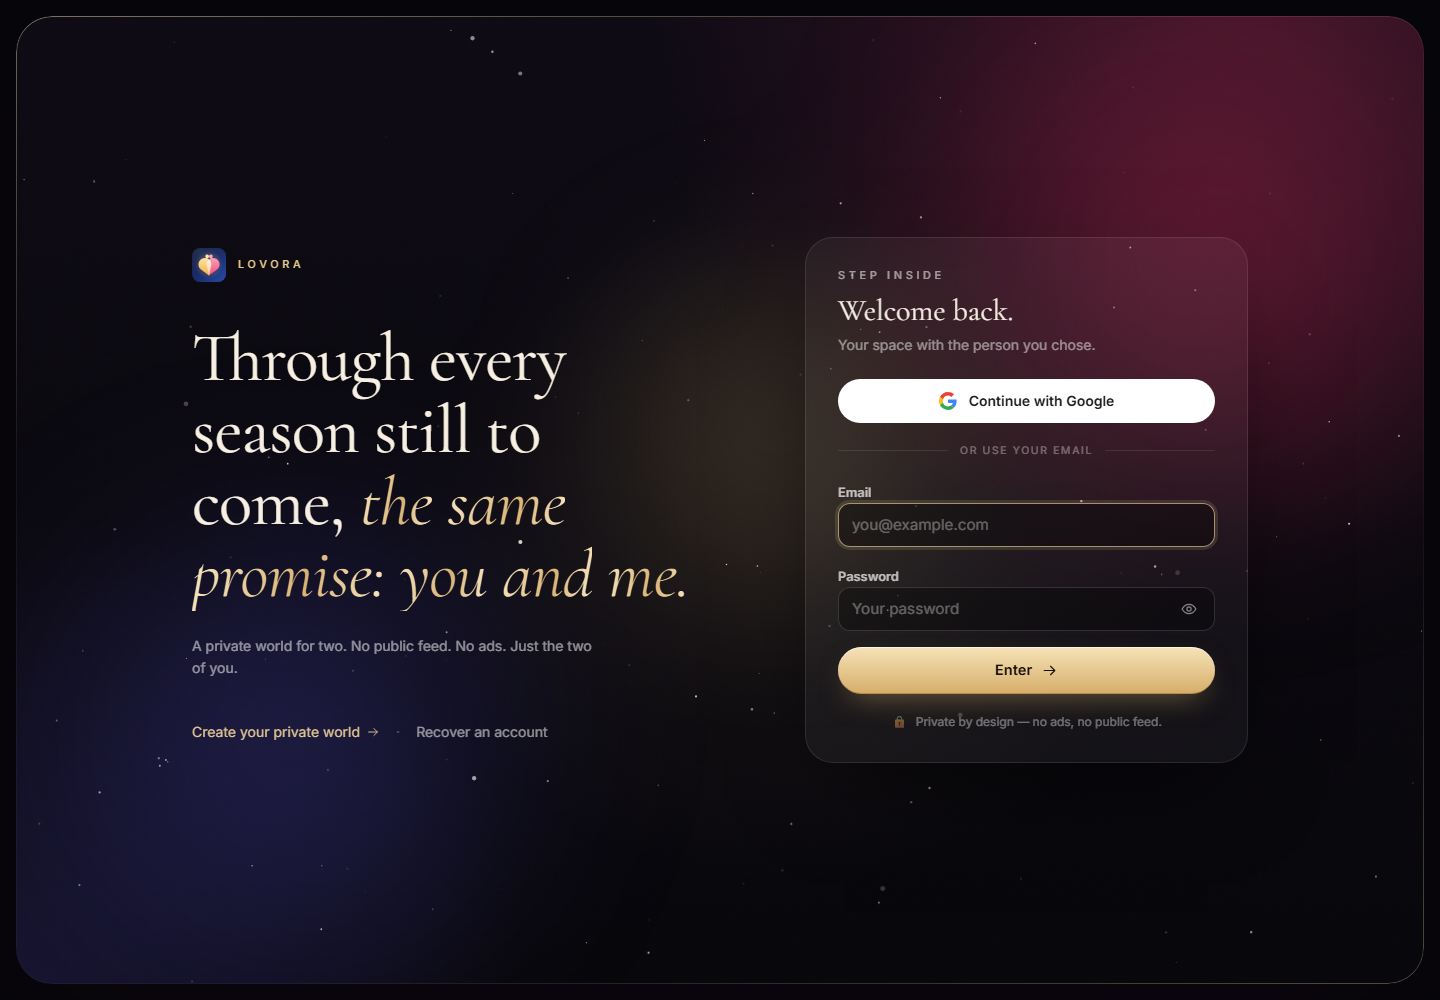 LOVORA
Through every
season still to
come, the same
promise: you and me.
A private world for two. No public feed. No ads. Just the two
of you.
Create your private world → · Recover an account
STEP INSIDE
Welcome back.
Your space with the person you chose.
Continue with Google
OR USE YOUR EMAIL
Email
you@example.com
Password
Your password
Enter →
Private by design — no ads, no public feed.